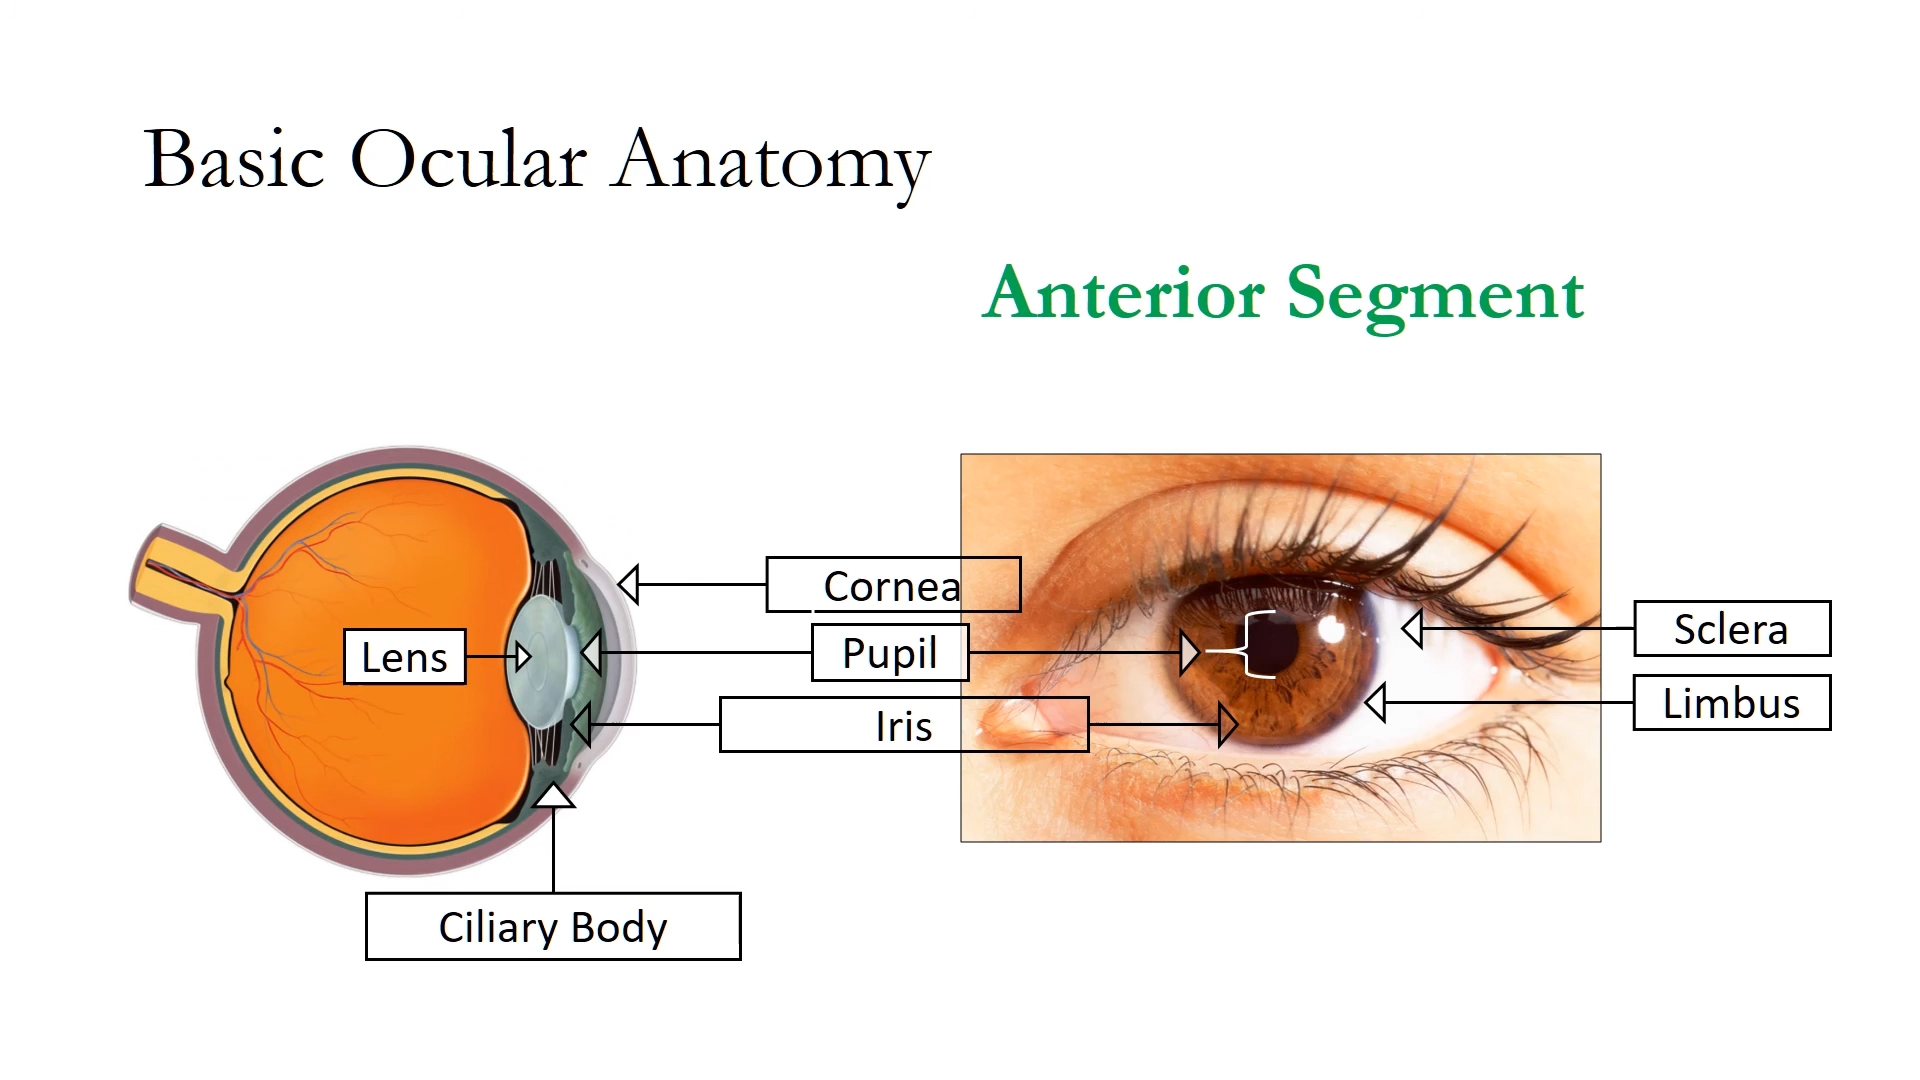 Basic Ocular Anatomy
Anterior Segment
Cornea
Sclera
Lens
Pupil
Limbus
Iris
Ciliary Body